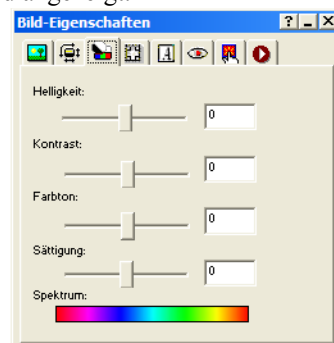 Bild-Eigenschaften
A
Helligkeit:
0
Kontrast:
0
Farbton:
0
Sättigung:
0
Spektrum: